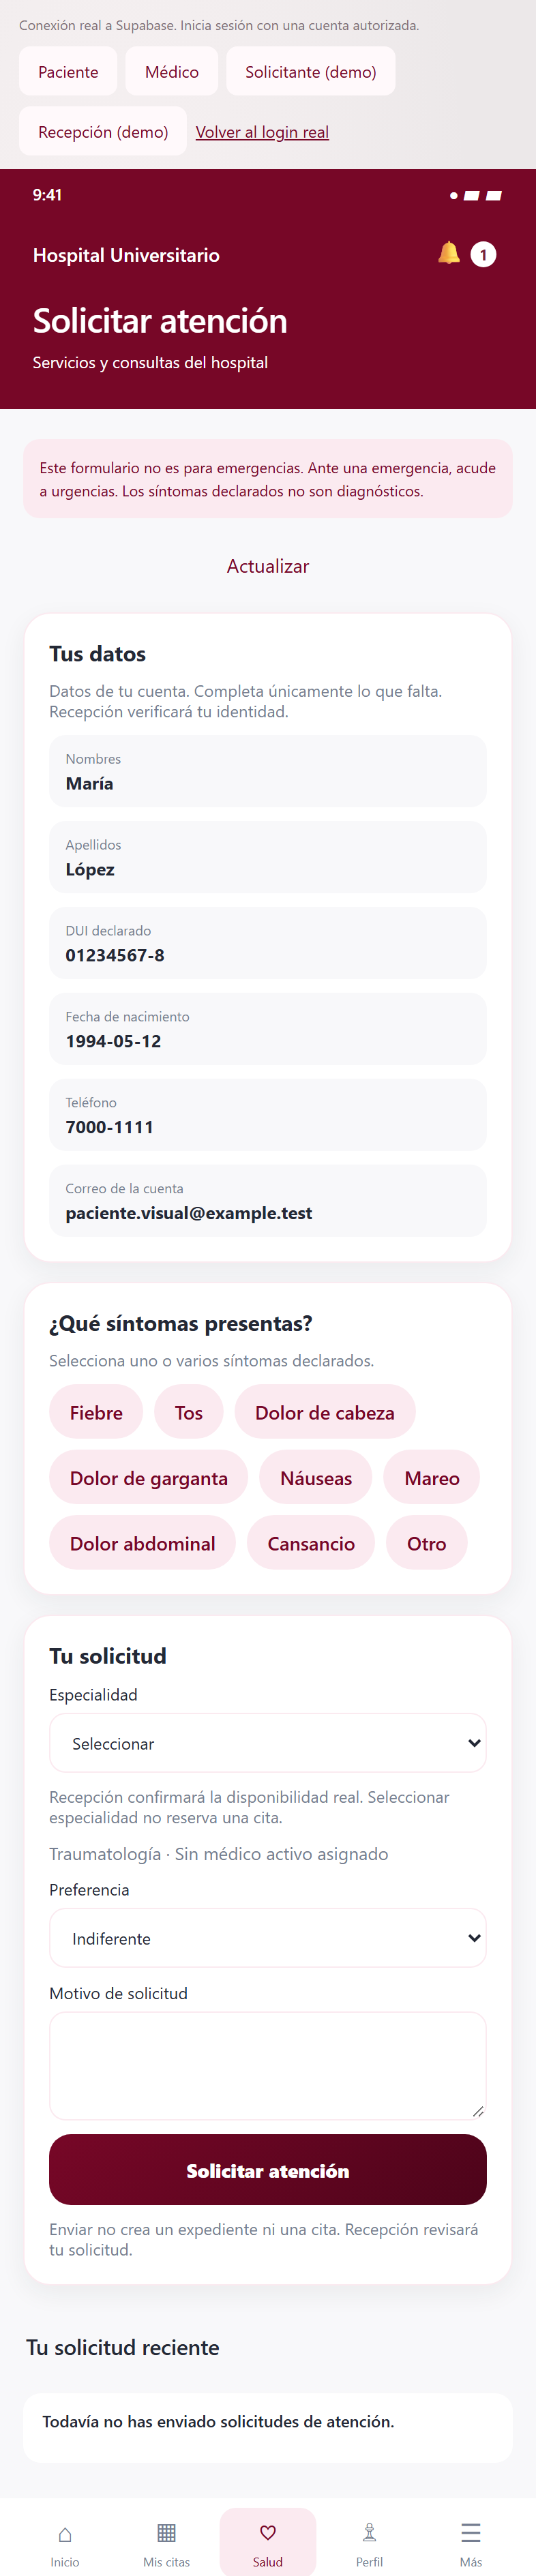 Conexión real a Supabase. Inicia sesión con una cuenta autorizada.
Paciente
Médico
Solicitante (demo)
Recepción (demo)
Volver al login real
9:41
Hospital Universitario
1
Solicitar atención
Servicios y consultas del hospital
Este formulario no es para emergencias. Ante una emergencia, acude
a urgencias. Los síntomas declarados no son diagnósticos.
Actualizar
Tus datos
Datos de tu cuenta. Completa únicamente lo que falta.
Recepción verificará tu identidad.
Nombres
María
Apellidos
López
DUI declarado
01234567-8
Fecha de nacimiento
1994-05-12
Teléfono
7000-1111
Correo de la cuenta
paciente.visual@example.test
¿Qué síntomas presentas?
Selecciona uno o varios síntomas declarados.
Fiebre
Tos
Dolor de cabeza
Dolor de garganta
Náuseas
Mareo
Dolor abdominal
Cansancio
Otro
Tu solicitud
Especialidad
Seleccionar
Recepción confirmará la disponibilidad real. Seleccionar
especialidad no reserva una cita.
Traumatología · Sin médico activo asignado
Preferencia
Indiferente
Motivo de solicitud
Solicitar atención
Enviar no crea un expediente ni una cita. Recepción revisará
tu solicitud.
Tu solicitud reciente
Todavía no has enviado solicitudes de atención.
Inicio
Mis citas
Salud
Perfil
Más